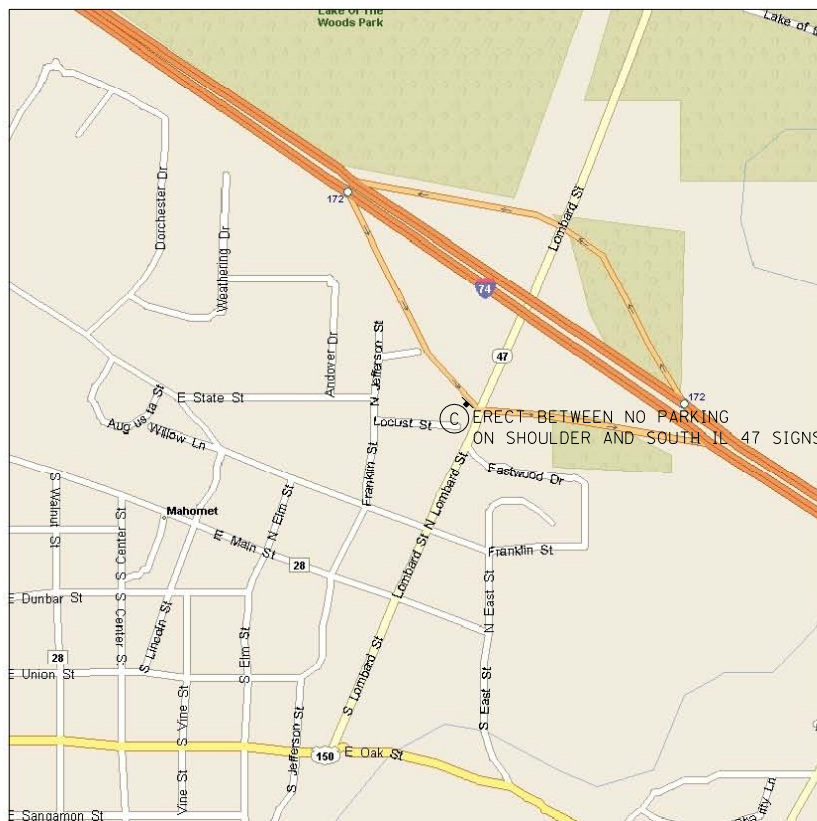 Lake Of The
Woods Park
Lake of t
172
Dorchester Dr
Weathering Dr
Lombard St
74
Andover Dr
N Jefferson St
47
172
E State St
Augusta St
Willow Ln
Locust St
C ERECT BETWEEN NO PARKING
ON SHOULDER AND SOUTH IL 47 SIGNS
Franklin St
N Lombard St
Eastwood Dr
S Walnut St
S Center St
Mahomet
N Elm St
E Main St
28
Franklin St
Lombard St
N East St
E Dunbar St
S Center St
S Lincoln St
28
S Elm St
S Lombard St
E Union St
S Vine St
S East St
S Jefferson St
150
E Oak St
Vine St
E Sangamon St